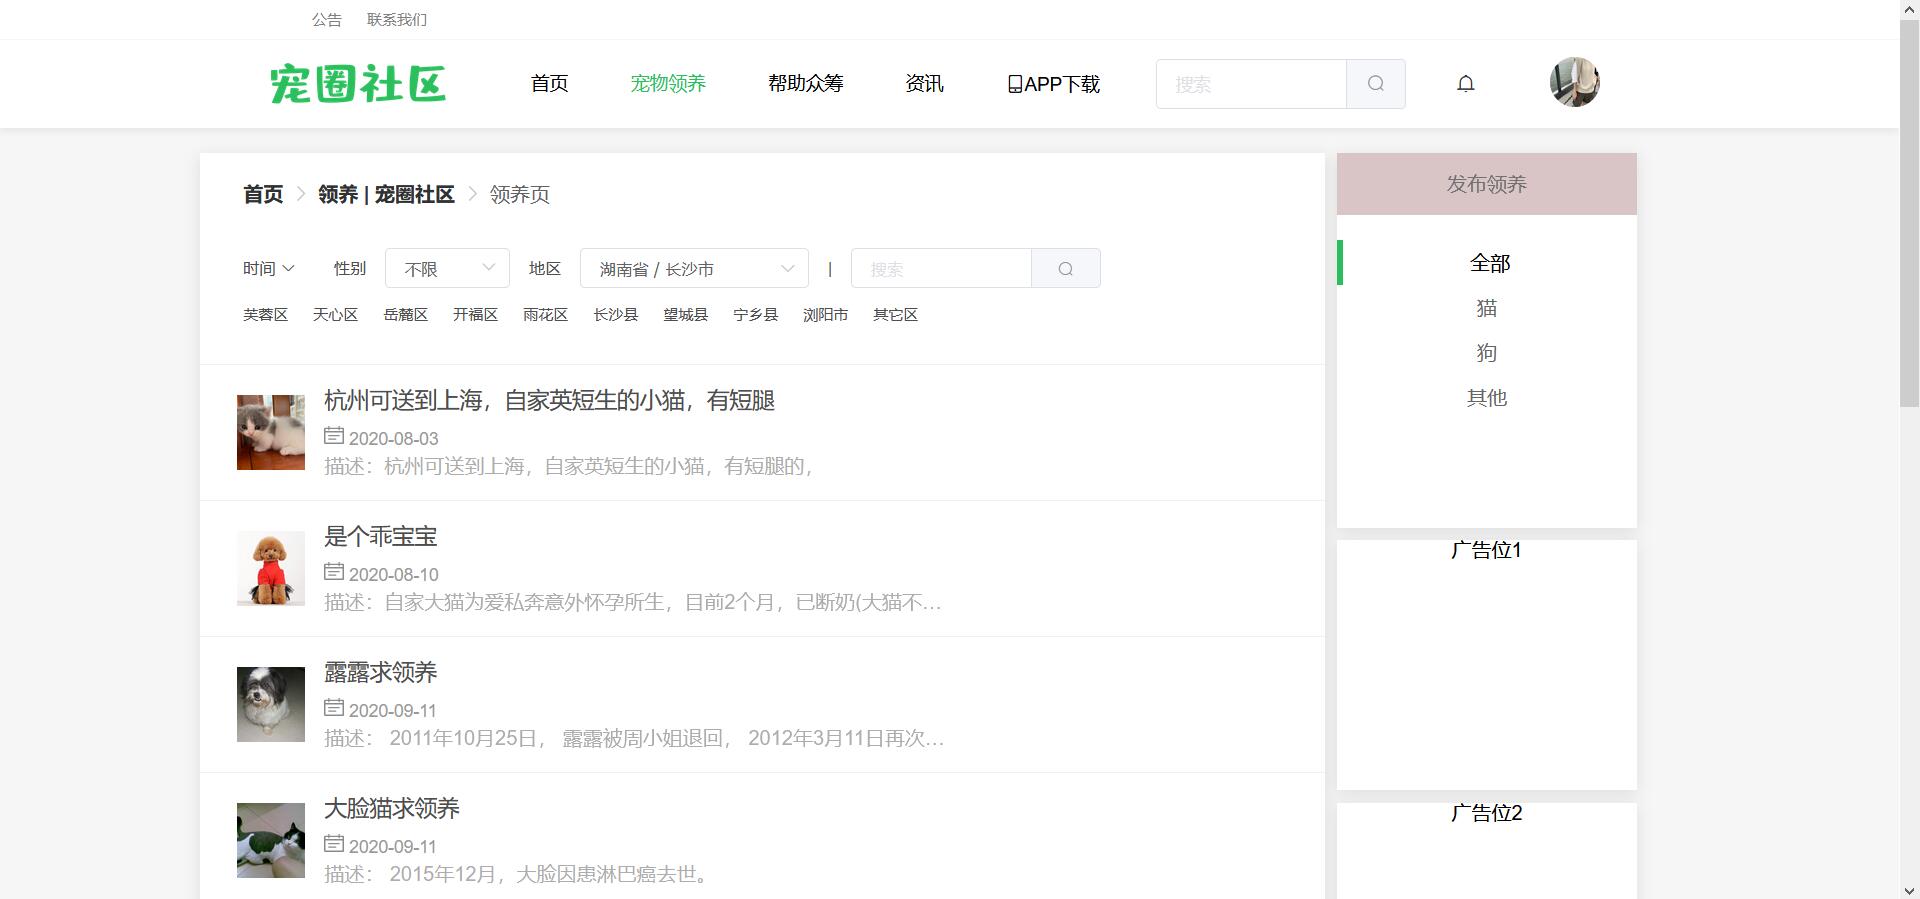 公告 联系我们
宠圈社区 首页 宠物领养 帮助众筹 资讯 APP下载 搜索
首页 > 领养 | 宠圈社区 > 领养页
时间 性别 不限 地区 湖南省 / 长沙市 | 搜索
芙蓉区 天心区 岳麓区 开福区 雨花区 长沙县 望城县 宁乡县 浏阳市 其它区
杭州可送到上海，自家英短生的小猫，有短腿
2020-08-03
描述：杭州可送到上海，自家英短生的小猫，有短腿的，
是个乖宝宝
2020-08-10
描述：自家大猫为爱私奔意外怀孕所生，目前2个月，已断奶(大猫不…
露露求领养
2020-09-11
描述： 2011年10月25日， 露露被周小姐退回， 2012年3月11日再次…
大脸猫求领养
2020-09-11
描述： 2015年12月，大脸因患淋巴癌去世。
发布领养
全部
猫
狗
其他
广告位1
广告位2